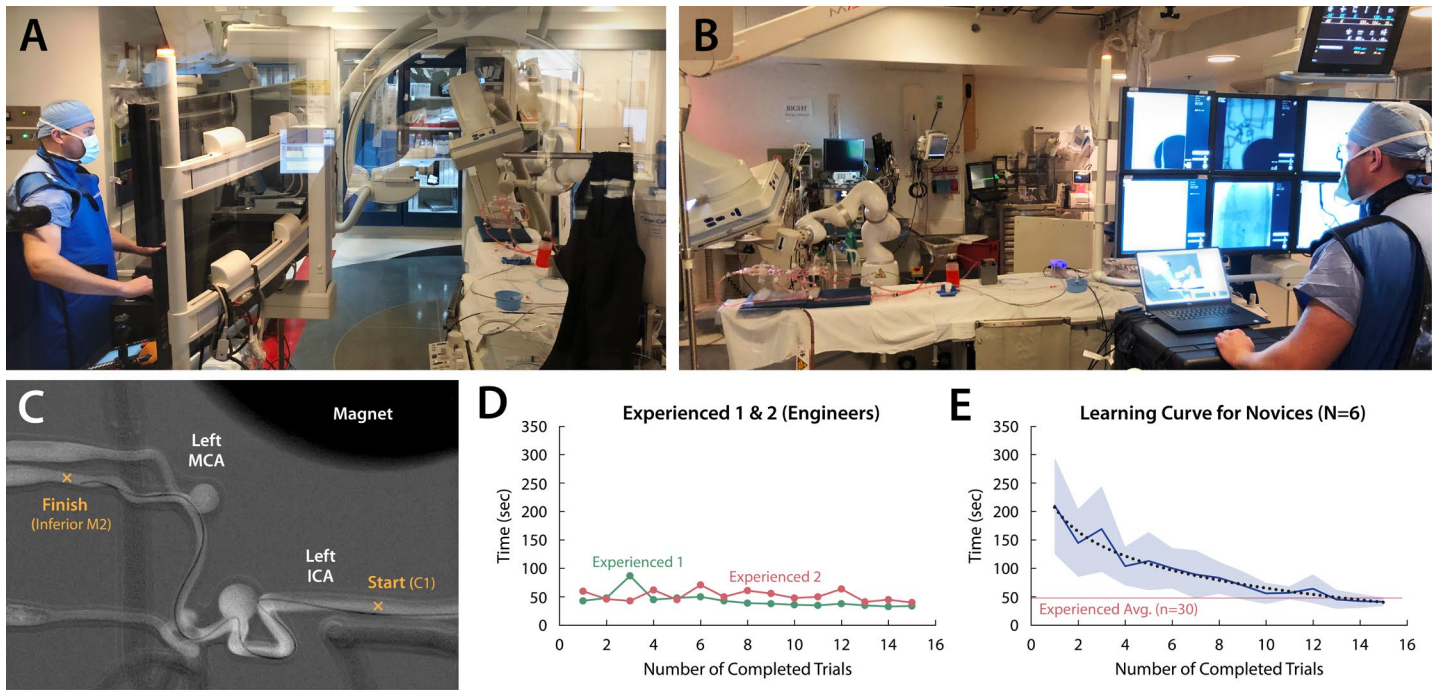 A
B
RIGHT
C
Magnet
Left
MCA
Finish
(Inferior M2)
Left
ICA
Start (C1)
D
Experienced 1 & 2 (Engineers)
Time (sec)
350
300
250
200
150
100
50
0
Experienced 1
Experienced 2
0 2 4 6 8 10 12 14 16
Number of Completed Trials
E
Learning Curve for Novices (N=6)
Time (sec)
350
300
250
200
150
100
50
0
Experienced Avg. (n=30)
0 2 4 6 8 10 12 14 16
Number of Completed Trials